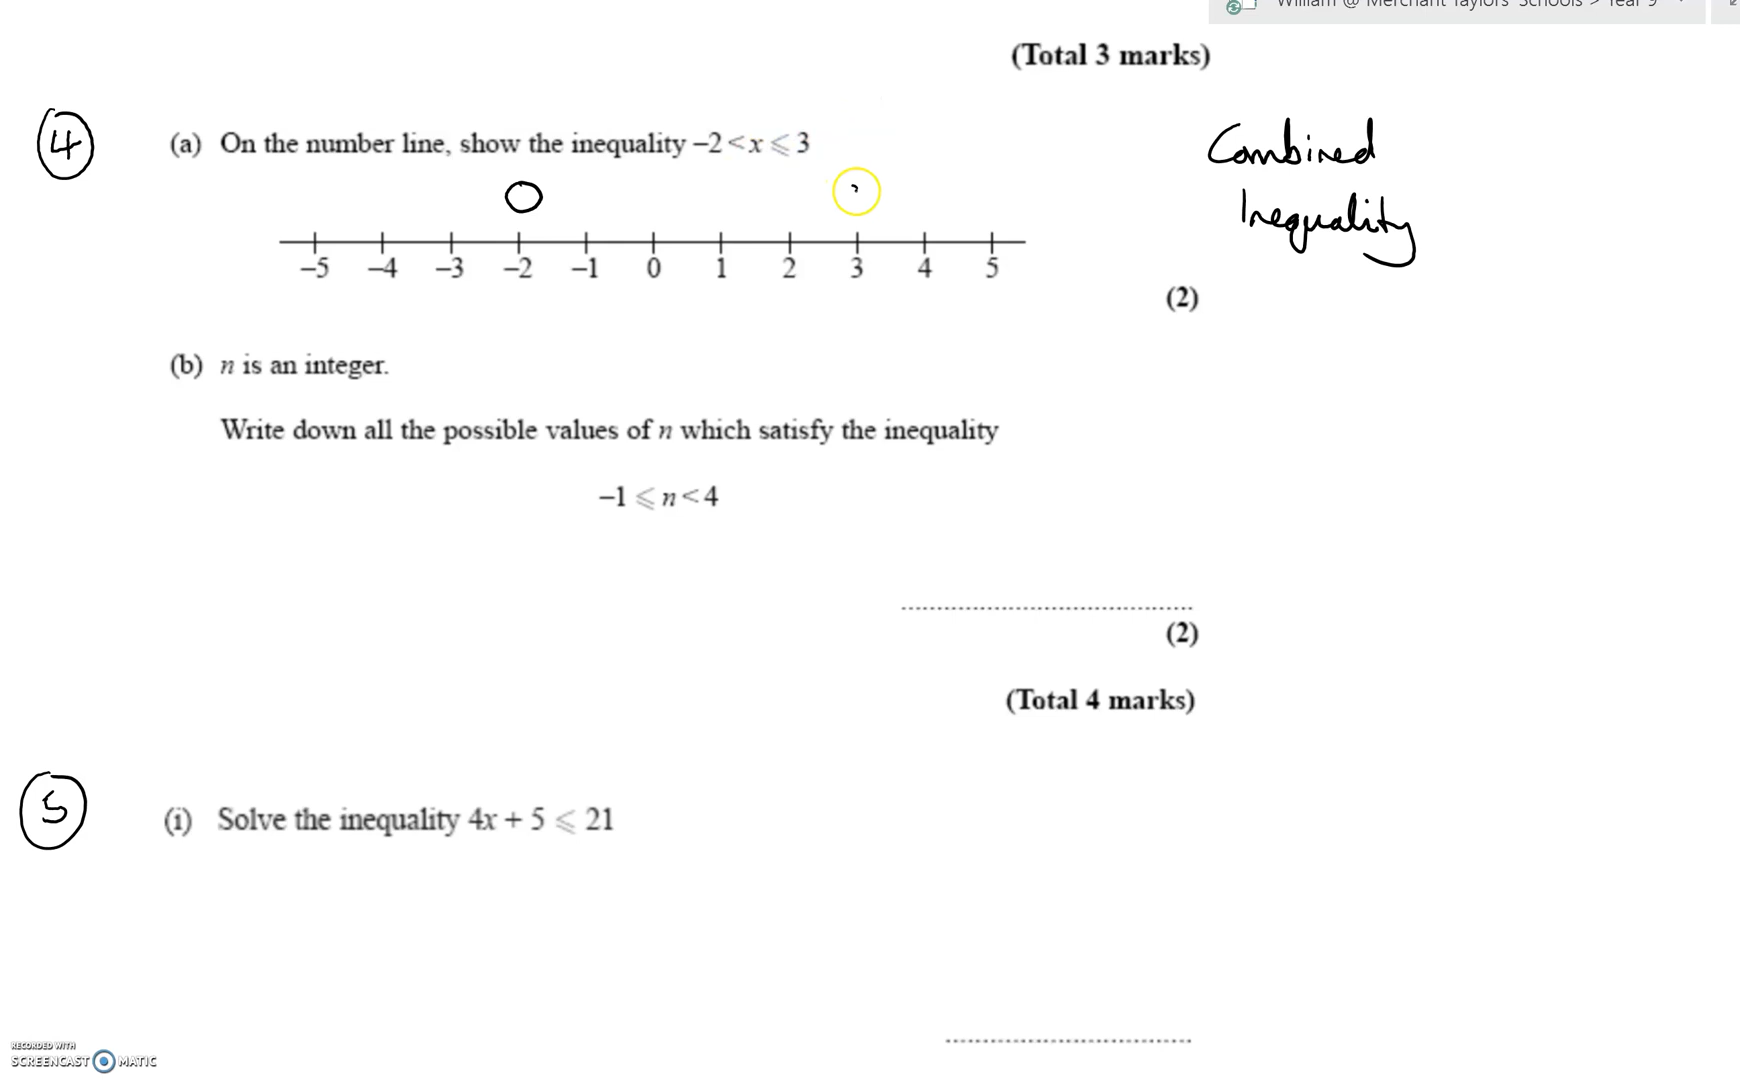 William @ Merchant Taylors' Schools > Year 9
(Total 3 marks)
4
(a) On the number line, show the inequality –2 < x ⩽ 3
Combined
Inequality
–5 –4 –3 –2 –1 0 1 2 3 4 5
(2)
(b) n is an integer.
Write down all the possible values of n which satisfy the inequality
–1 ⩽ n < 4
(2)
(Total 4 marks)
5
(i) Solve the inequality 4x + 5 ⩽ 21
RECORDED WITH
SCREENCAST MATIC